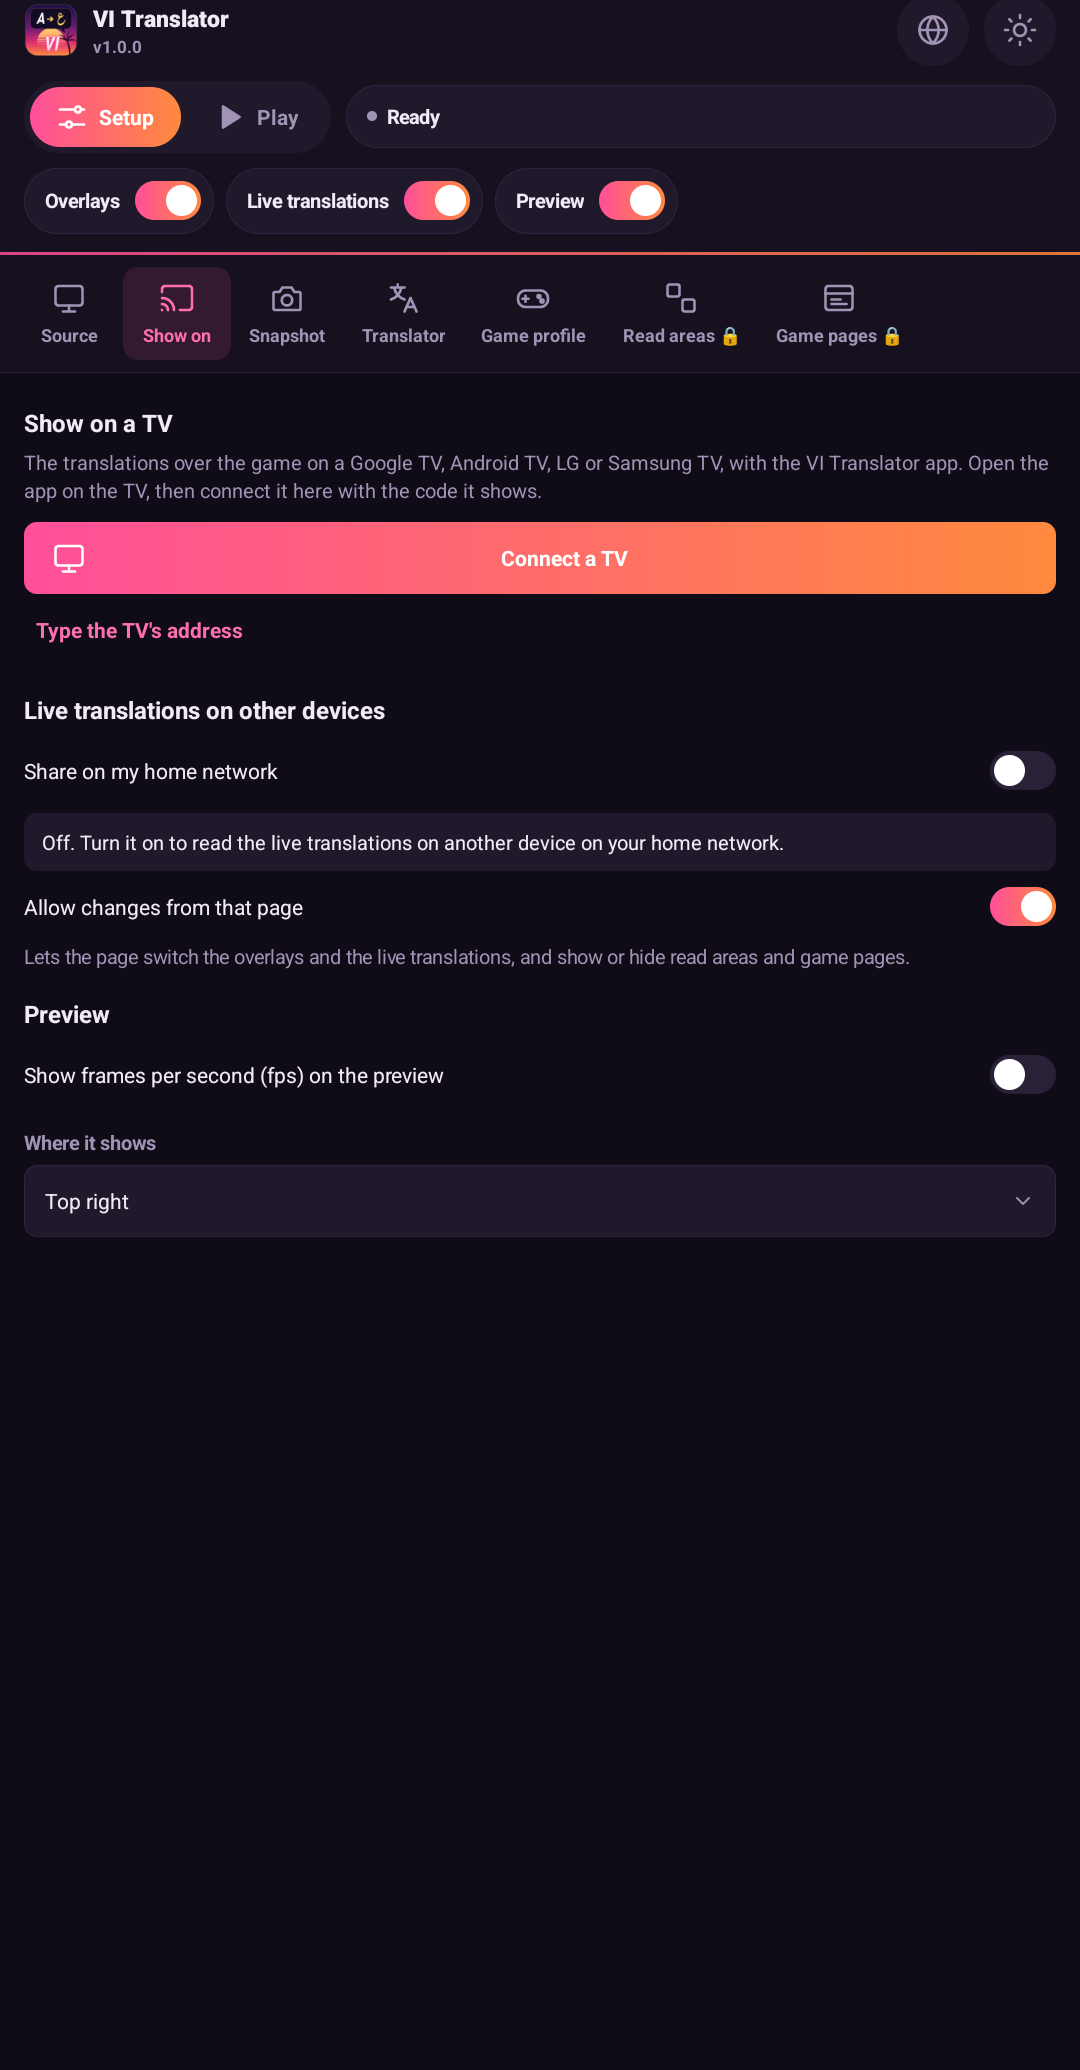 A ع
VI
VI Translator
v1.0.0
Setup
Play
Ready
Overlays
Live translations
Preview
Source
Show on
Snapshot
Translator
Game profile
Read areas 🔒
Game pages 🔒
Show on a TV
The translations over the game on a Google TV, Android TV, LG or Samsung TV, with the VI Translator app. Open the
app on the TV, then connect it here with the code it shows.
Connect a TV
Type the TV's address
Live translations on other devices
Share on my home network
Off. Turn it on to read the live translations on another device on your home network.
Allow changes from that page
Lets the page switch the overlays and the live translations, and show or hide read areas and game pages.
Preview
Show frames per second (fps) on the preview
Where it shows
Top right